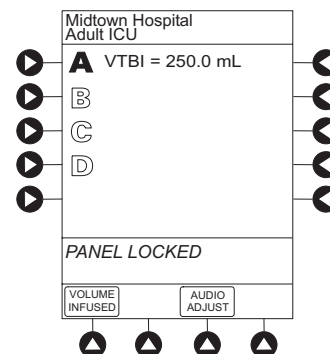 Midtown Hospital
Adult ICU
A VTBI = 250.0 mL
B
C
D
PANEL LOCKED
VOLUME
INFUSED
AUDIO
ADJUST